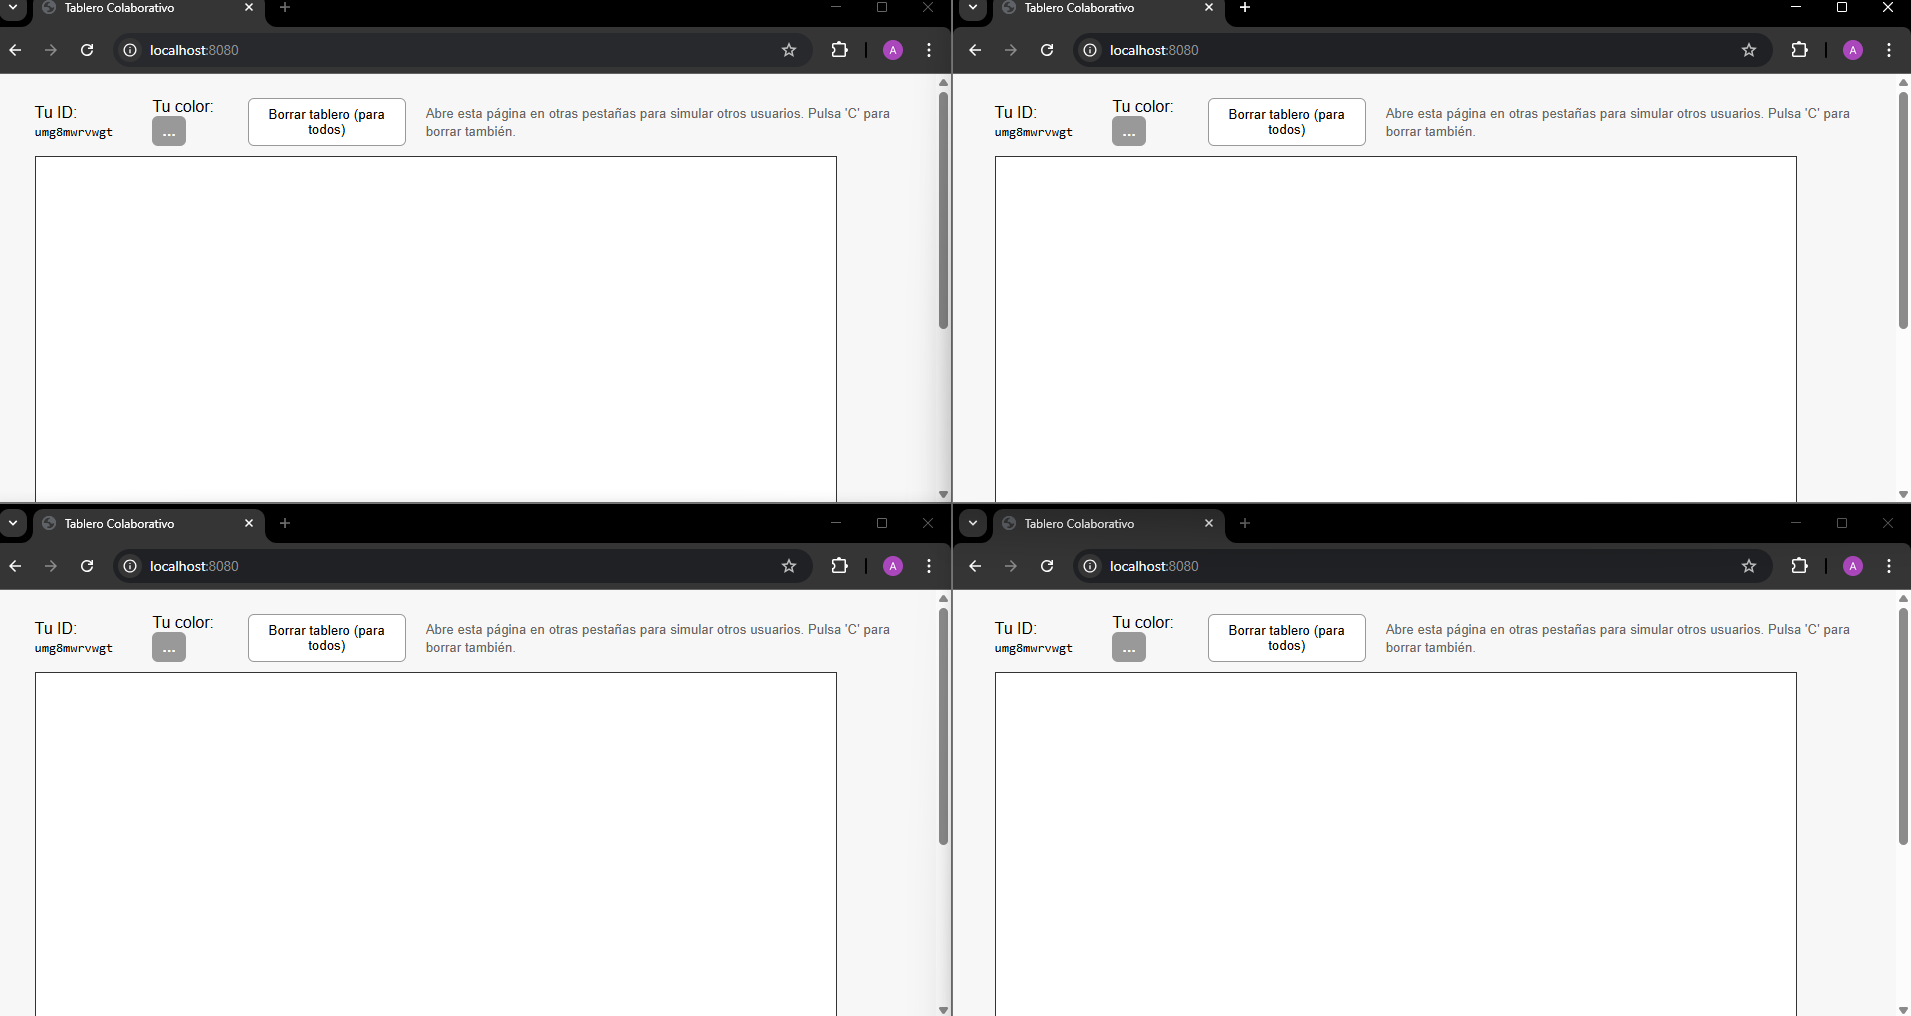 Tablero Colaborativo
localhost:8080
A
Tu ID:
umg8mwrvwgt
Tu color:
...
Borrar tablero (para
todos)
Abre esta página en otras pestañas para simular otros usuarios. Pulsa 'C' para
borrar también.
Tablero Colaborativo
localhost:8080
A
Tu ID:
umg8mwrvwgt
Tu color:
...
Borrar tablero (para
todos)
Abre esta página en otras pestañas para simular otros usuarios. Pulsa 'C' para
borrar también.
Tablero Colaborativo
localhost:8080
A
Tu ID:
umg8mwrvwgt
Tu color:
...
Borrar tablero (para
todos)
Abre esta página en otras pestañas para simular otros usuarios. Pulsa 'C' para
borrar también.
Tablero Colaborativo
localhost:8080
A
Tu ID:
umg8mwrvwgt
Tu color:
...
Borrar tablero (para
todos)
Abre esta página en otras pestañas para simular otros usuarios. Pulsa 'C' para
borrar también.